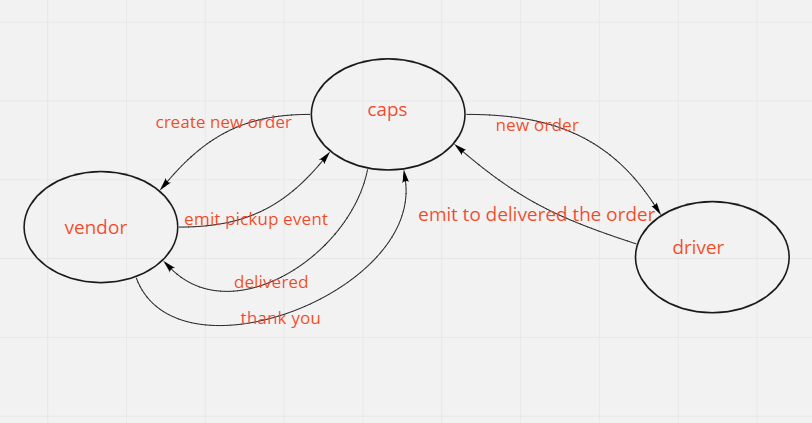 caps
create new order
new order
emit pickup event
emit to delivered the order
vendor
driver
delivered
thank you